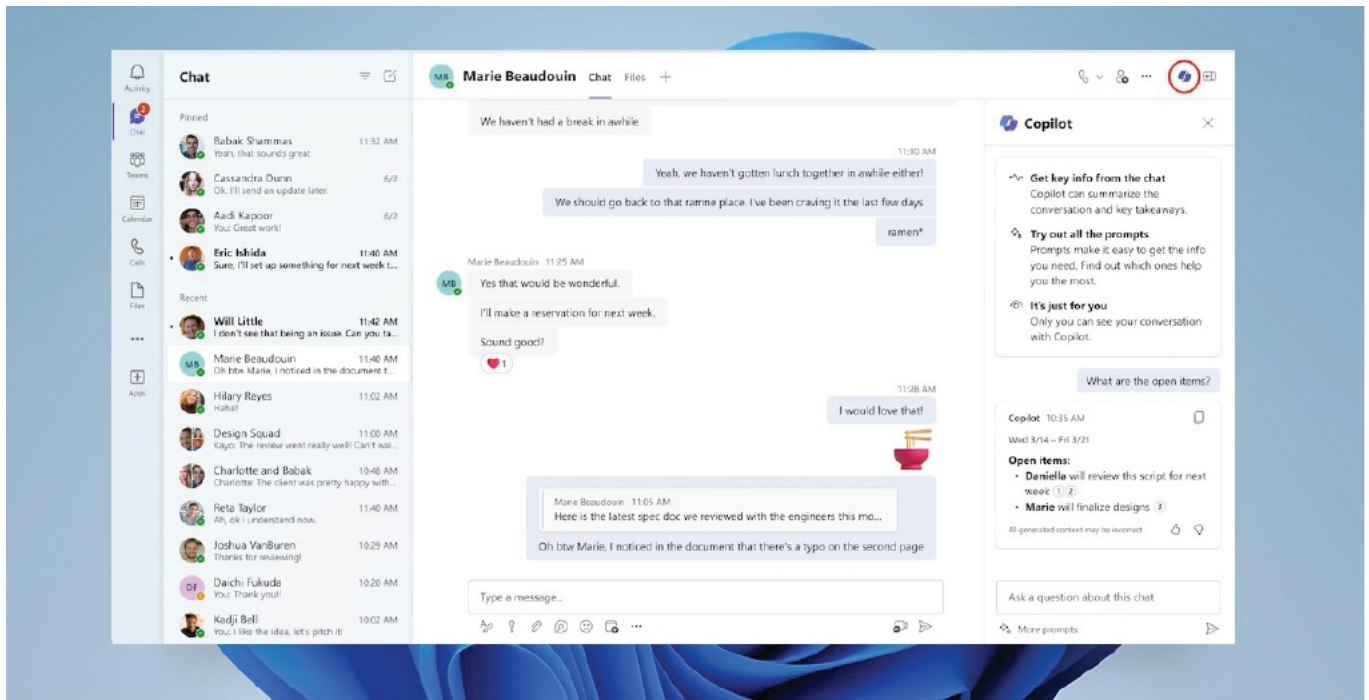 Activity
2
Chat
Teams
Calendar
Calls
Files
Apps
Chat
Pinned
Babak Shammas 11:32 AM
Yeah, that sounds great
Cassandra Dunn 6/2
Ok. I'll send an update later.
Aadi Kapoor 6/2
You: Great work!
Eric Ishida 11:40 AM
Sure, I'll set up something for next week t...
Recent
Will Little 11:42 AM
I don't see that being an issue. Can you ta...
MB
Marie Beaudouin 11:40 AM
Oh btw Marie, I noticed in the document t...
Hilary Reyes 11:02 AM
Haha!
Design Squad 11:00 AM
Kayo: The review went really well! Can't wai...
Charlotte and Babak 10:48 AM
Charlotte: The client was pretty happy with...
Reta Taylor 11:40 AM
Ah, ok I understand now.
Joshua VanBuren 10:29 AM
Thanks for reviewing!
DF
Daichi Fukuda 10:20 AM
You: Thank you!!
Kadji Bell 10:02 AM
You: I like the idea, let's pitch it!
MB Marie Beaudouin Chat Files
We haven't had a break in awhile
11:30 AM
Yeah, we haven't gotten lunch together in awhile either!
We should go back to that ramne place. I've been craving it the last few days
ramen*
Marie Beaudouin 11:25 AM
MB
Yes that would be wonderful.
I'll make a reservation for next week.
Sound good?
1
11:28 AM
I would love that!
Marie Beaudouin 11:05 AM
Here is the latest spec doc we reviewed with the engineers this mo...
Oh btw Marie, I noticed in the document that there's a typo on the second page
Type a message...
Copilot
Get key info from the chat
Copilot can summarize the
conversation and key takeaways.
Try out all the prompts
Prompts make it easy to get the info
you need. Find out which ones help
you the most.
It's just for you
Only you can see your conversation
with Copilot.
What are the open items?
Copilot 10:35 AM
Wed 3/14 – Fri 3/21
Open items:
• Daniella will review ths script for next
week 1 2
• Marie will finalize designs 3
AI-generated content may be incorrect
Ask a question about this chat
More prompts